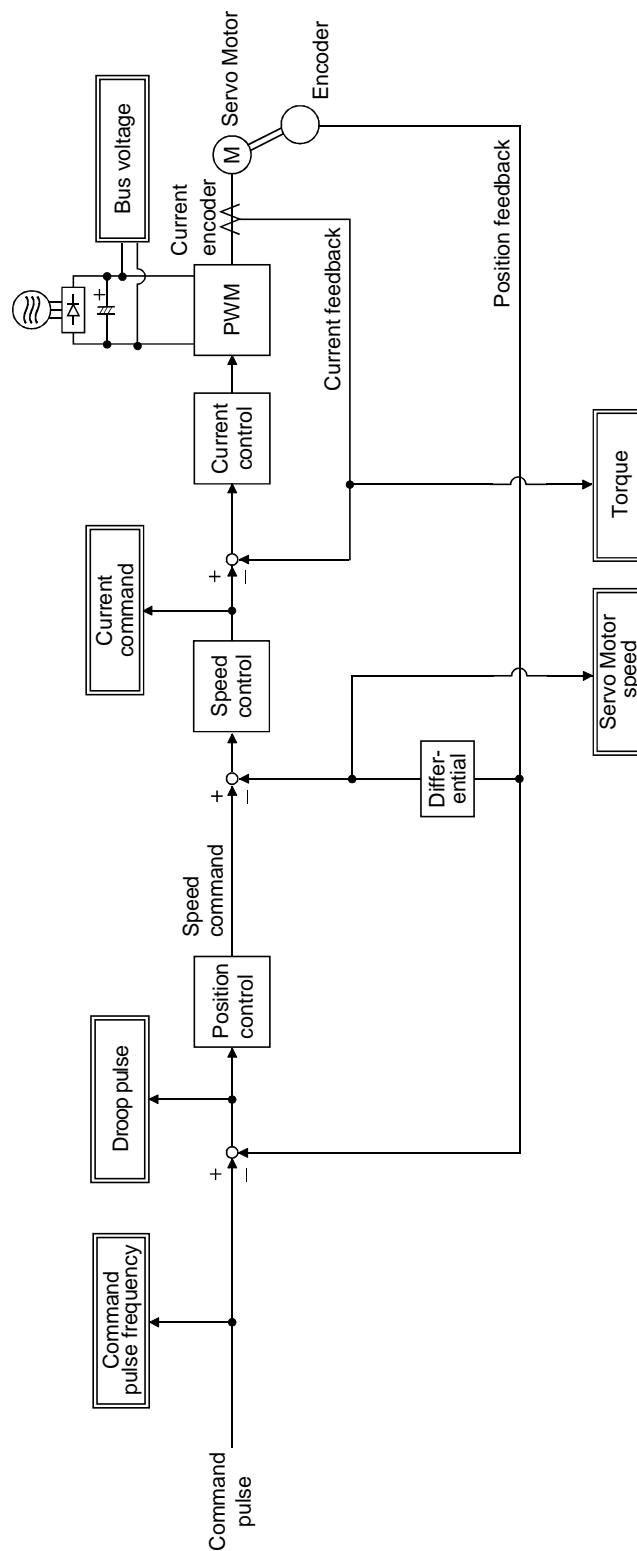 Command
pulse
Command
pulse frequency
+
−
Droop pulse
Position
control
Speed
command
+
−
Differ-
ential
Speed
control
Current
command
Servo Motor
speed
+
−
Current
control
Torque
PWM
+
Bus voltage
Current
encoder
Current feedback
M
Servo Motor
Encoder
Position feedback